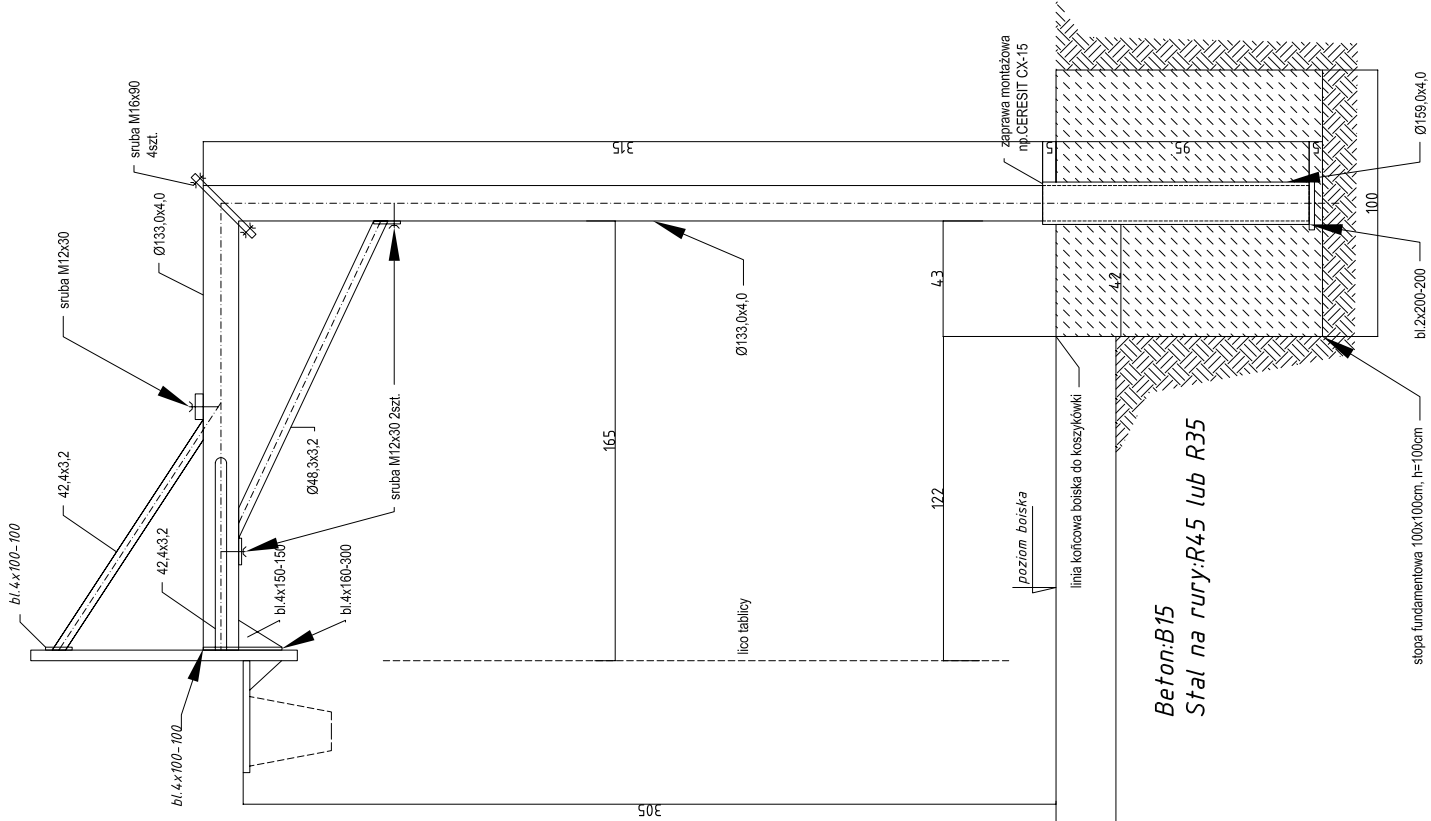 bl.4x100-100
42,4x3,2
sruba M12x30
Ø133,0x4,0
sruba M16x90
4szt.
bl.4x100-100
42,4x3,2
bl.4x150-150
bl.4x160-300
Ø48,3x3,2
sruba M12x30 2szt.
315
165
Ø133,0x4,0
lico tablicy
305
122
43
zaprawa montażowa
np.CERESIT CX-15
5
95
5
42
100
poziom boiska
linia końcowa boiska do koszykówki
Beton:B15
Stal na rury:R45 lub R35
stopa fundamentowa 100x100cm, h=100cm
bl.2x200-200
Ø159,0x4,0